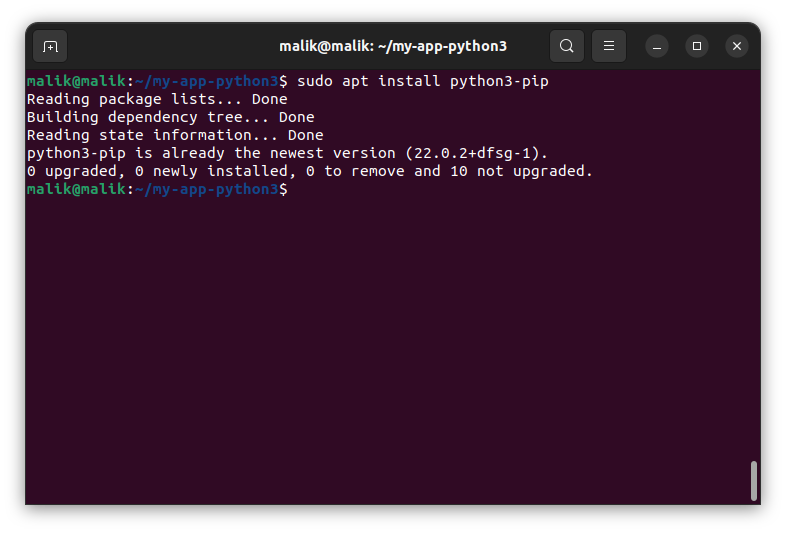 malik@malik: ~/my-app-python3
malik@malik:~/my-app-python3$ sudo apt install python3-pip
Reading package lists... Done
Building dependency tree... Done
Reading state information... Done
python3-pip is already the newest version (22.0.2+dfsg-1).
0 upgraded, 0 newly installed, 0 to remove and 10 not upgraded.
malik@malik:~/my-app-python3$